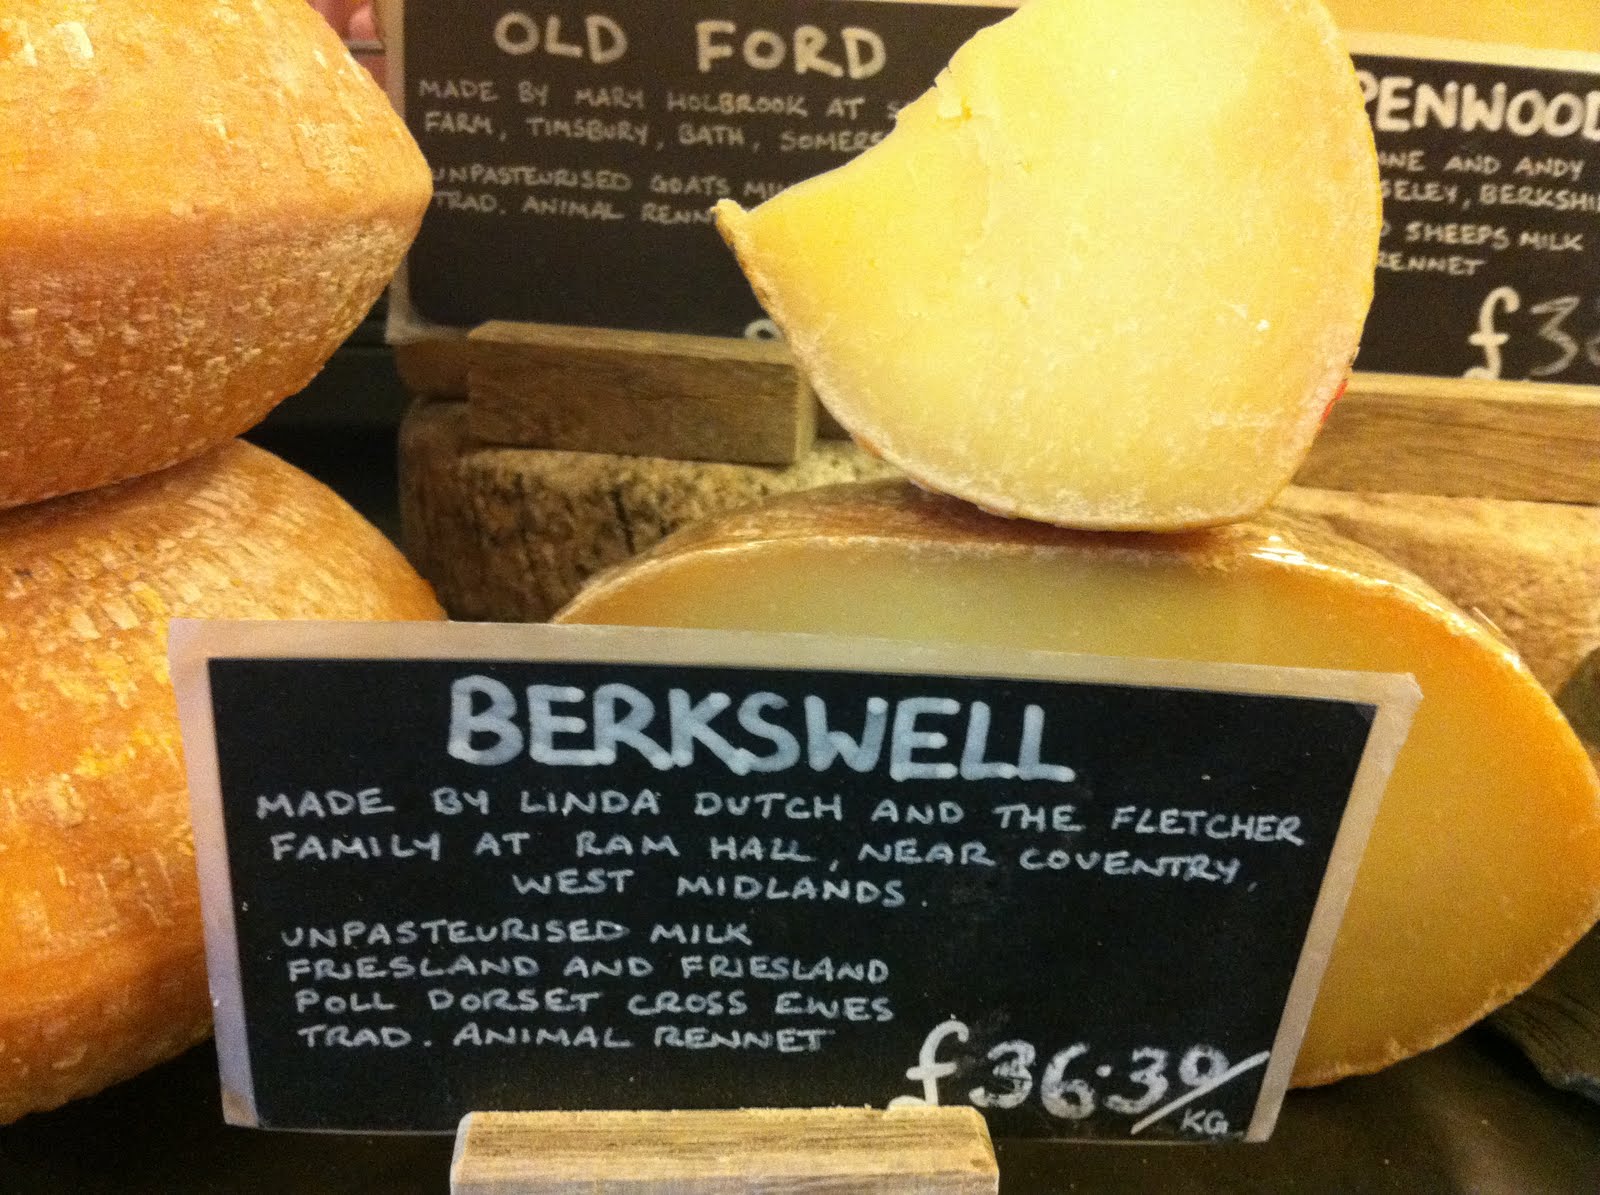 OLD FORD
MADE BY MARY HOLBROOK AT
FARM, TIMSBURY, BATH,
UNPASTEURISED GOATS
TRAD. ANIMAL
ANDY
SHEEPS MILK
RENNET
BERKSWELL
MADE BY LINDA DUTCH AND THE FLETCHER
FAMILY AT RAM HALL, NEAR COVENTRY,
WEST MIDLANDS.
UNPASTEURISED MILK
FRIESLAND AND FRIESLAND
POLL DORSET CROSS EWES
TRAD. ANIMAL RENNET
£36.39/KG